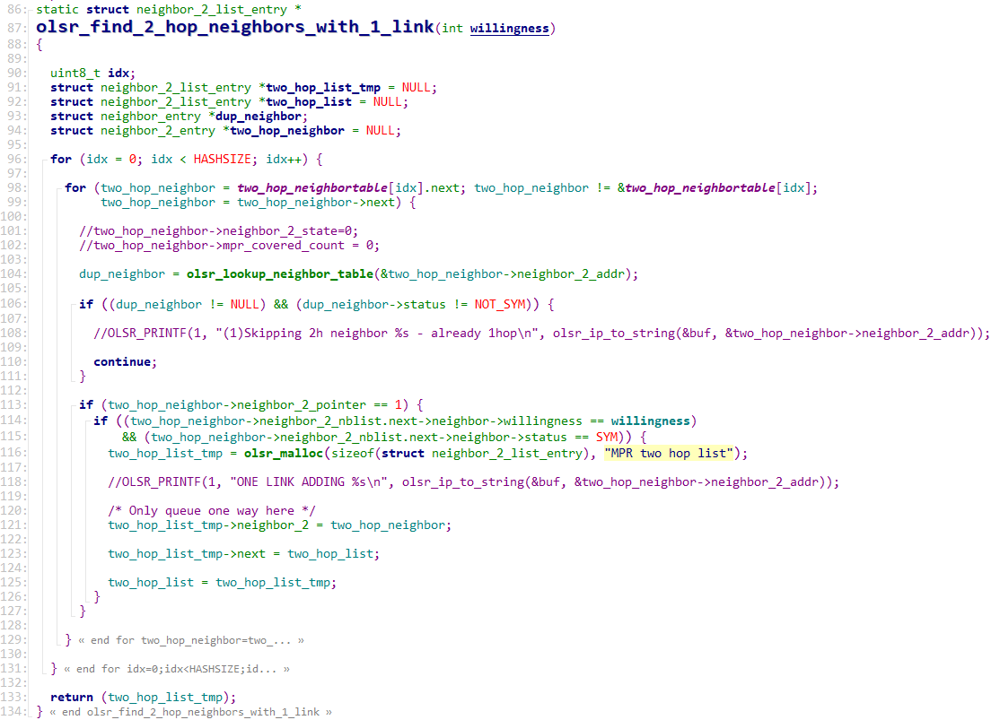 86: static struct neighbor_2_list_entry *
87: olsr_find_2_hop_neighbors_with_1_link(int willingness)
88: {
89:
90: uint8_t idx;
91: struct neighbor_2_list_entry *two_hop_list_tmp = NULL;
92: struct neighbor_2_list_entry *two_hop_list = NULL;
93: struct neighbor_entry *dup_neighbor;
94: struct neighbor_2_entry *two_hop_neighbor = NULL;
95:
96: for (idx = 0; idx < HASHSIZE; idx++) {
97:
98: for (two_hop_neighbor = two_hop_neighbortable[idx].next; two_hop_neighbor != &two_hop_neighbortable[idx];
99: two_hop_neighbor = two_hop_neighbor->next) {
100:
101: //two_hop_neighbor->neighbor_2_state=0;
102: //two_hop_neighbor->mpr_covered_count = 0;
103:
104: dup_neighbor = olsr_lookup_neighbor_table(&two_hop_neighbor->neighbor_2_addr);
105:
106: if ((dup_neighbor != NULL) && (dup_neighbor->status != NOT_SYM)) {
107:
108: //OLSR_PRINTF(1, "(1)Skipping 2h neighbor %s - already 1hop\n", olsr_ip_to_string(&buf, &two_hop_neighbor->neighbor_2_addr));
109:
110: continue;
111: }
112:
113: if (two_hop_neighbor->neighbor_2_pointer == 1) {
114: if ((two_hop_neighbor->neighbor_2_nblist.next->neighbor->willingness == willingness)
115: && (two_hop_neighbor->neighbor_2_nblist.next->neighbor->status == SYM)) {
116: two_hop_list_tmp = olsr_malloc(sizeof(struct neighbor_2_list_entry), "MPR two hop list");
117:
118: //OLSR_PRINTF(1, "ONE LINK ADDING %s\n", olsr_ip_to_string(&buf, &two_hop_neighbor->neighbor_2_addr));
119:
120: /* Only queue one way here */
121: two_hop_list_tmp->neighbor_2 = two_hop_neighbor;
122:
123: two_hop_list_tmp->next = two_hop_list;
124:
125: two_hop_list = two_hop_list_tmp;
126: }
127: }
128:
129: } « end for two_hop_neighbor=two_... »
130:
131: } « end for idx=0;idx<HASHSIZE;id... »
132:
133: return (two_hop_list_tmp);
134: } « end olsr_find_2_hop_neighbors_with_1_link »